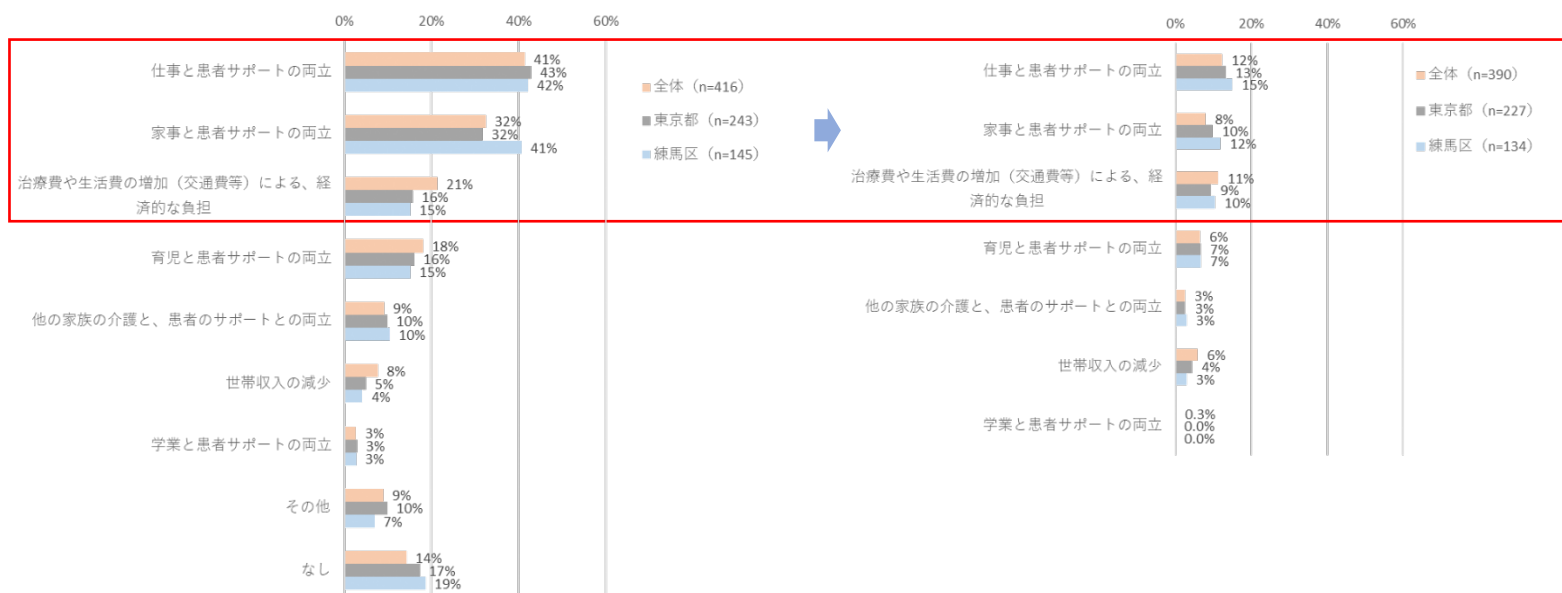 0%
20%
40%
60%
仕事と患者サポートの両立
41%
43%
42%
家事と患者サポートの両立
32%
32%
41%
治療費や生活費の増加（交通費等）による、経
済的な負担
21%
16%
15%
育児と患者サポートの両立
18%
16%
15%
他の家族の介護と、患者のサポートとの両立
9%
10%
10%
世帯収入の減少
8%
5%
4%
学業と患者サポートの両立
3%
3%
3%
その他
9%
10%
7%
なし
14%
17%
19%
全体（n=416）
東京都（n=243）
練馬区（n=145）
0%
20%
40%
60%
仕事と患者サポートの両立
12%
13%
15%
家事と患者サポートの両立
8%
10%
12%
治療費や生活費の増加（交通費等）による、経
済的な負担
11%
9%
10%
育児と患者サポートの両立
6%
7%
7%
他の家族の介護と、患者のサポートとの両立
3%
3%
3%
世帯収入の減少
6%
4%
3%
学業と患者サポートの両立
0.3%
0.0%
0.0%
全体（n=390）
東京都（n=227）
練馬区（n=134）